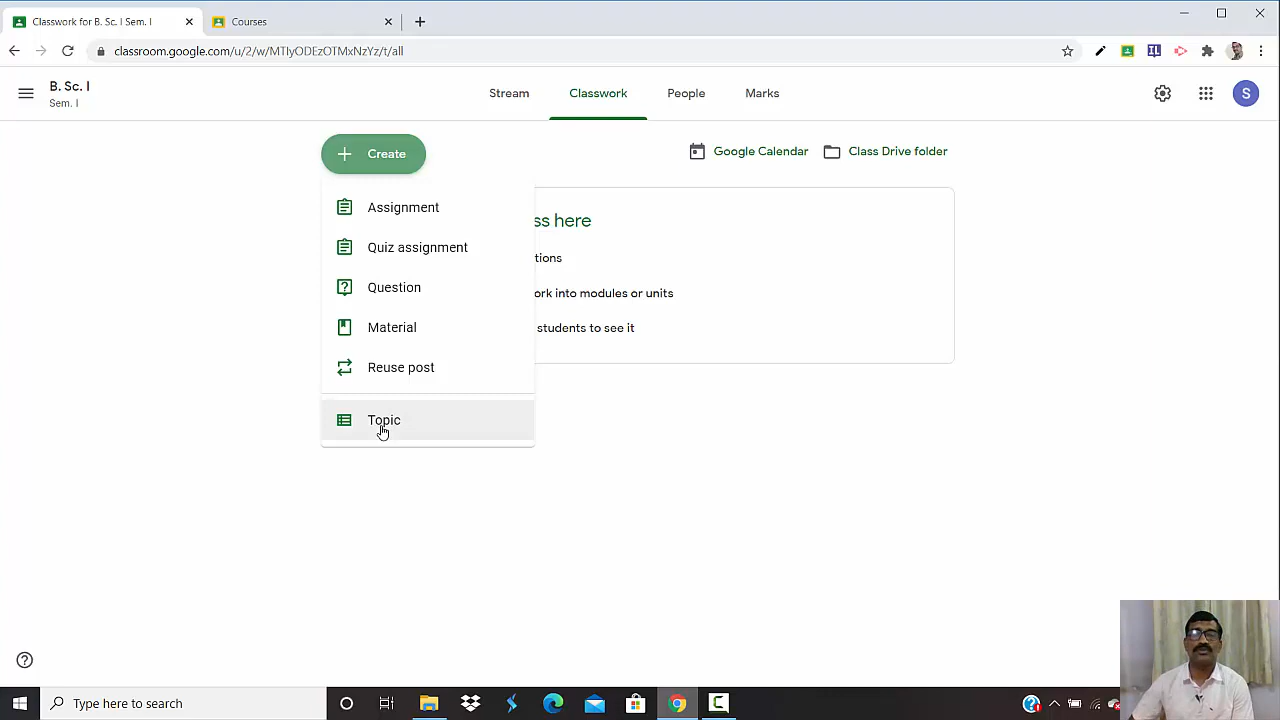 Classwork for B. Sc. I Sem. I
Courses
classroom.google.com/u/2/w/MTIyODEzOTMxNzYz/t/all
B. Sc. I
Sem. I
Stream
Classwork
People
Marks
S
Create
Google Calendar
Class Drive folder
Assignment
ss here
Quiz assignment
tions
Question
ork into modules or units
Material
students to see it
Reuse post
Topic
Type here to search